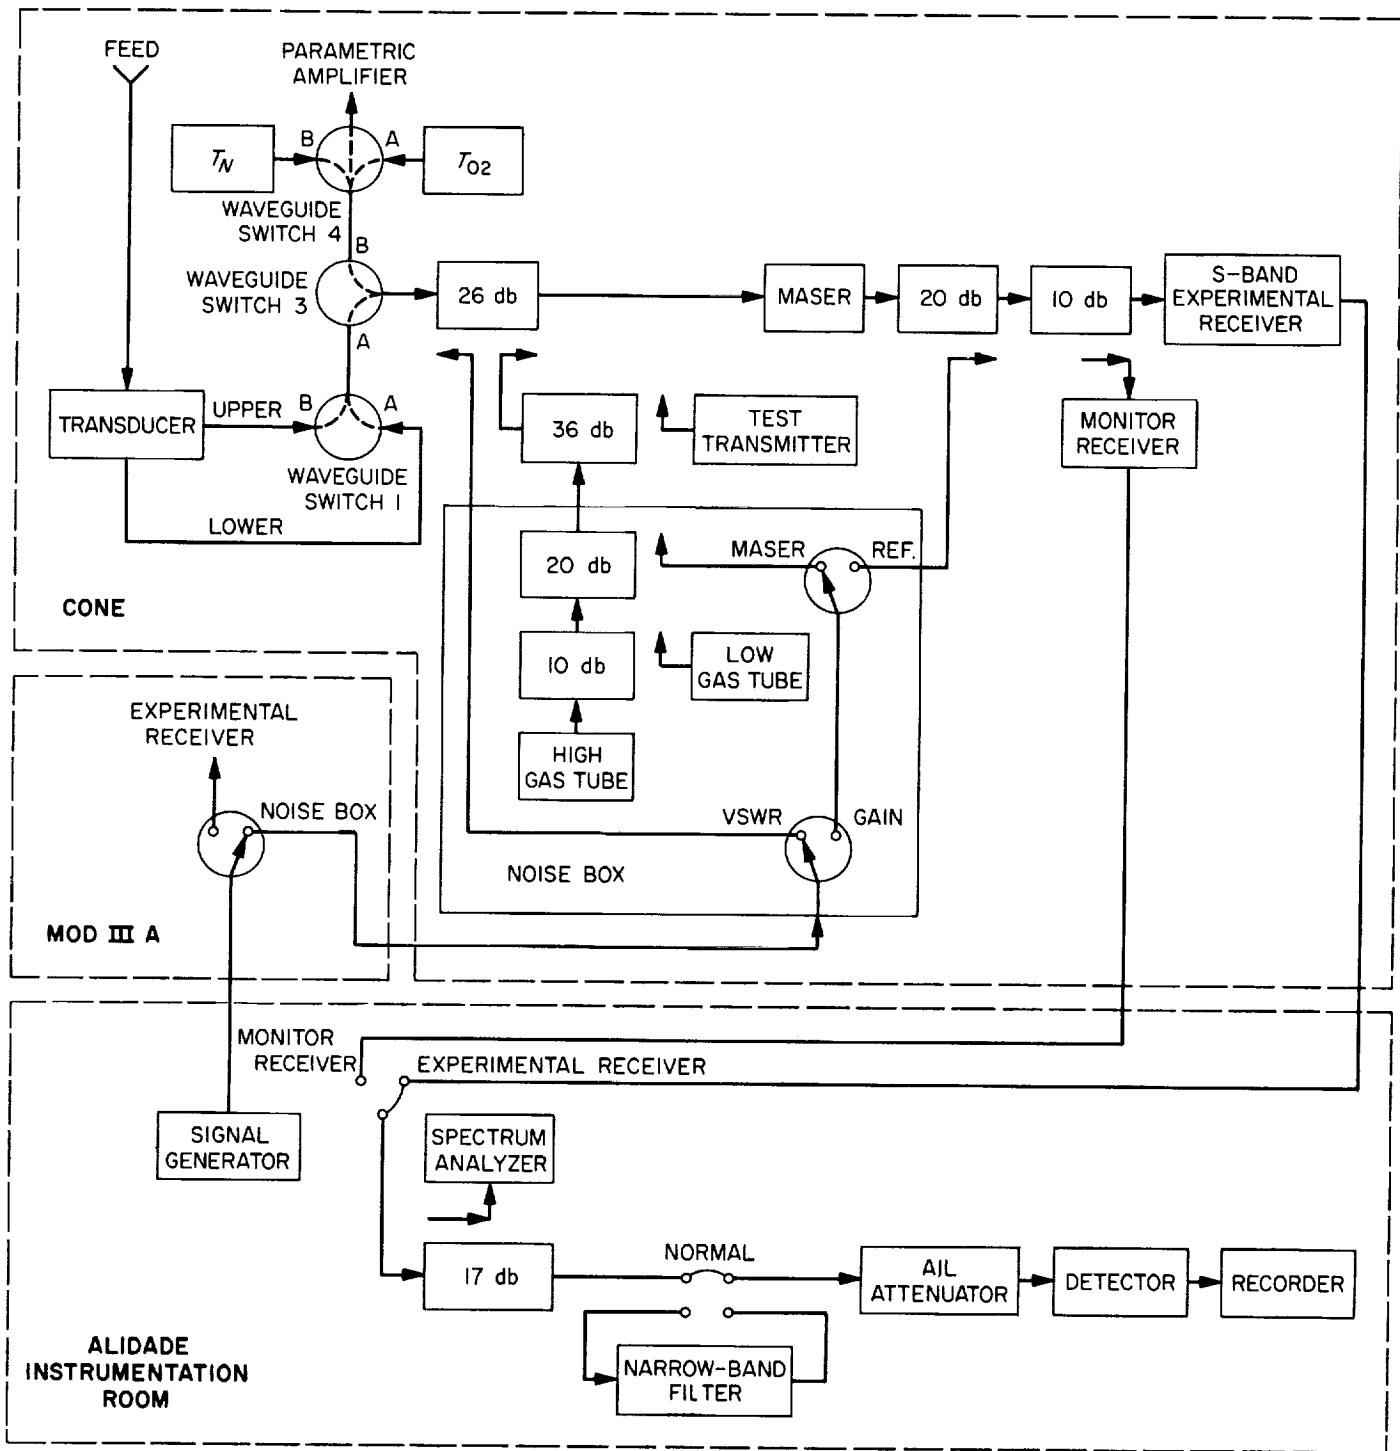 FEED
PARAMETRIC
AMPLIFIER
B
A
T_N
T_02
WAVEGUIDE
SWITCH 4
B
WAVEGUIDE
SWITCH 3
A
26 db
MASER
20 db
10 db
S-BAND
EXPERIMENTAL
RECEIVER
TRANSDUCER
UPPER
B
A
WAVEGUIDE
SWITCH I
LOWER
36 db
TEST
TRANSMITTER
MONITOR
RECEIVER
20 db
MASER
REF.
CONE
10 db
LOW
GAS TUBE
HIGH
GAS TUBE
VSWR
GAIN
NOISE BOX
EXPERIMENTAL
RECEIVER
NOISE BOX
MOD III A
MONITOR
RECEIVER
EXPERIMENTAL RECEIVER
SIGNAL
GENERATOR
SPECTRUM
ANALYZER
17 db
NORMAL
AIL
ATTENUATOR
DETECTOR
RECORDER
NARROW-BAND
FILTER
ALIDADE
INSTRUMENTATION
ROOM